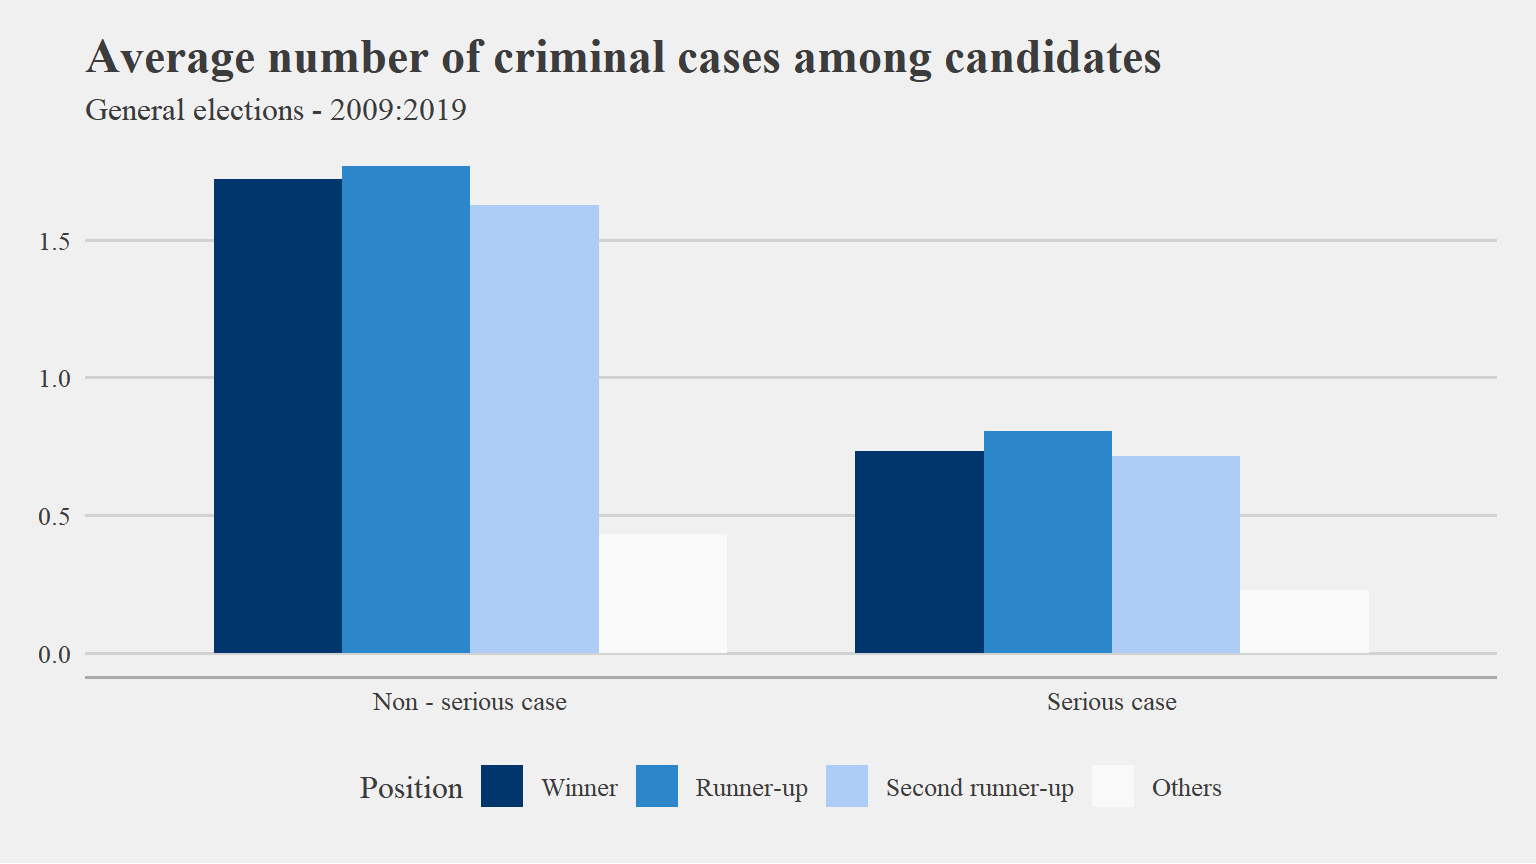 Average number of criminal cases among candidates
General elections - 2009:2019
1.5
1.0
0.5
0.0
Non - serious case Serious case
Position Winner Runner-up Second runner-up Others